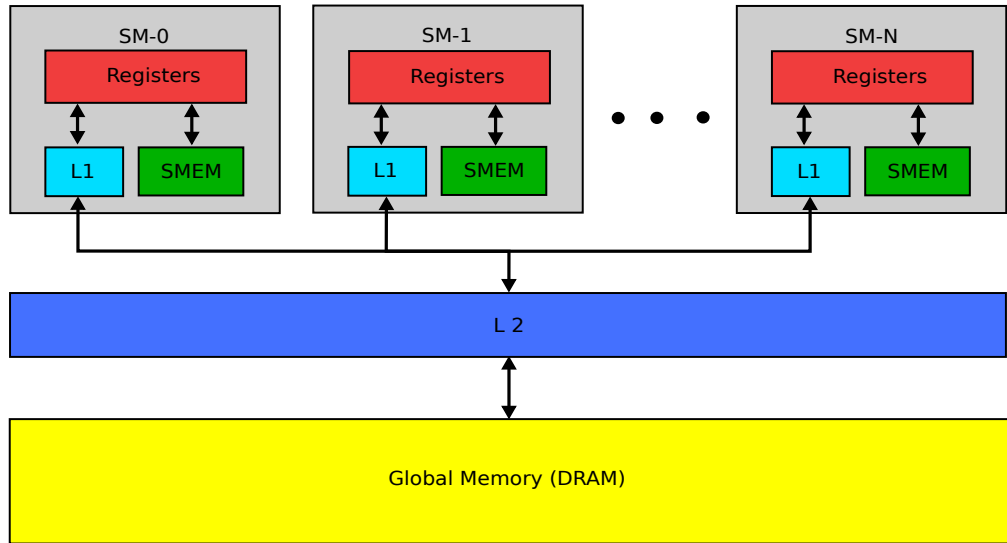 SM-0
Registers
L1
SMEM
SM-1
Registers
L1
SMEM
SM-N
Registers
L1
SMEM
L 2
Global Memory (DRAM)